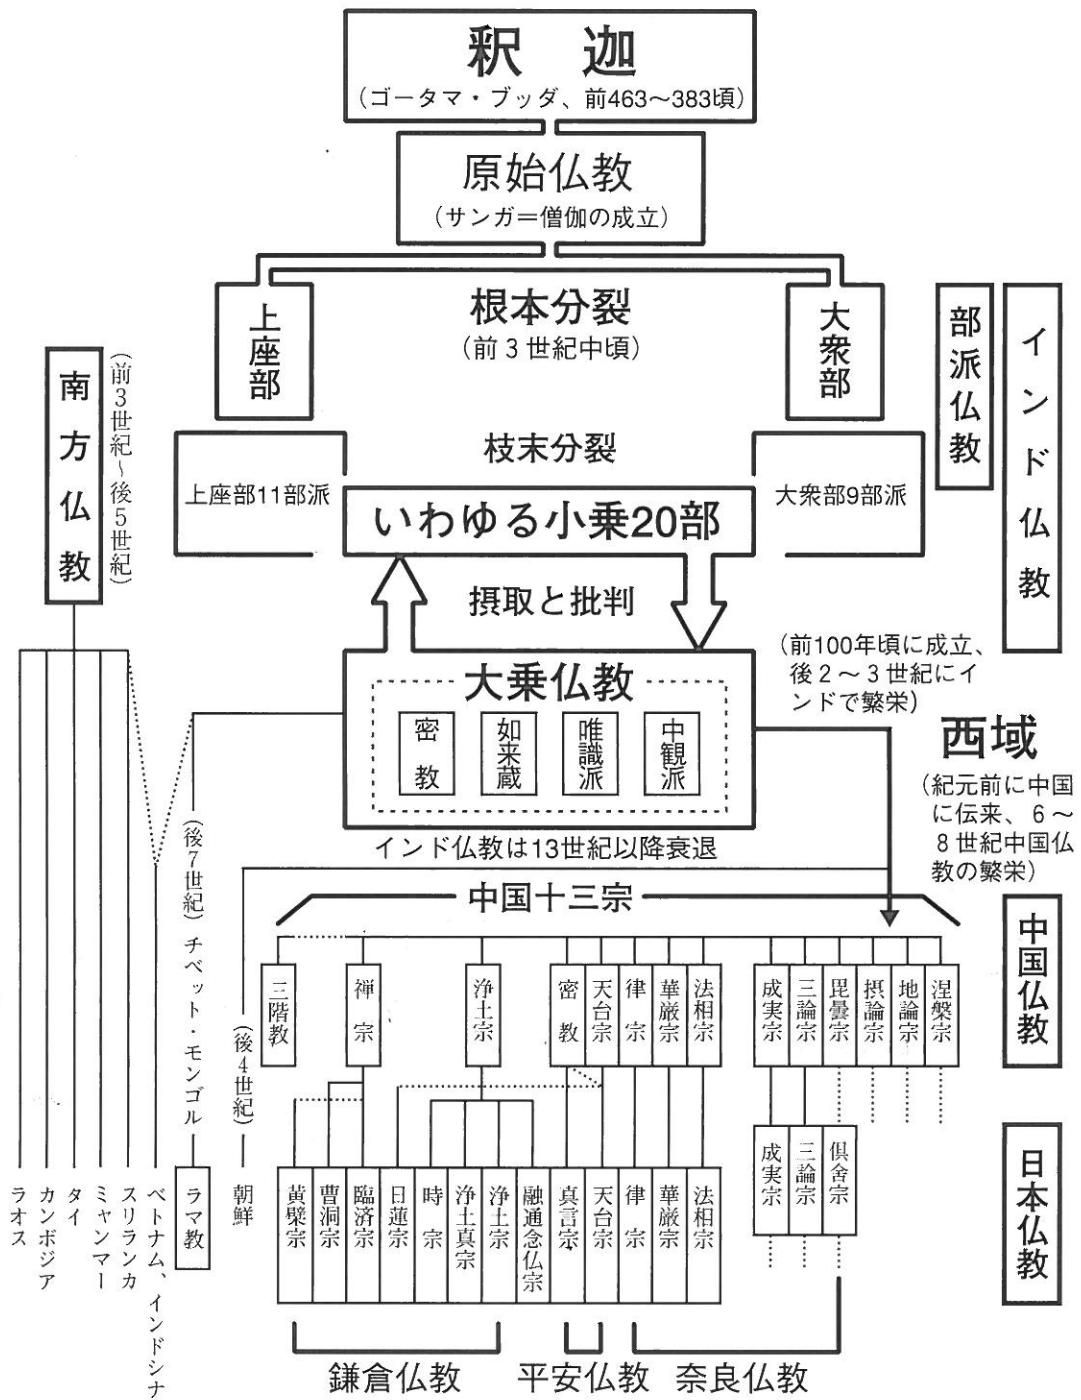 釈 迦
(ゴータマ・ブッダ、前463～383頃)
原始仏教
(サンガ＝僧伽の成立)
根本分裂
(前3世紀中頃)
上座部
大衆部
部派仏教
インド仏教
南方仏教
(前3世紀～後5世紀)
枝末分裂
上座部11部派
大衆部9部派
いわゆる小乗20部
摂取と批判
(前100年頃に成立、
後2～3世紀にイ
ンドで繁栄)
大乗仏教
密教
如来蔵
唯識派
中観派
インド仏教は13世紀以降衰退
西域
(紀元前に中国
に伝来、6～
8世紀中国仏
教の繁栄)
中国十三宗
中国仏教
三階教
禅宗
浄土宗
密教
天台宗
律宗
華厳宗
法相宗
成実宗
三論宗
毘曇宗
摂論宗
地論宗
涅槃宗
(後7世紀)チベット・モンゴル
(後4世紀)
日本仏教
成実宗
三論宗
倶舎宗
ラオス
カンボジア
タイ
ミャンマー
スリランカ
ベトナム、インドシナ
ラマ教
朝鮮
黄檗宗
曹洞宗
臨済宗
日蓮宗
時宗
浄土真宗
浄土宗
融通念仏宗
真言宗
天台宗
律宗
華厳宗
法相宗
鎌倉仏教
平安仏教
奈良仏教